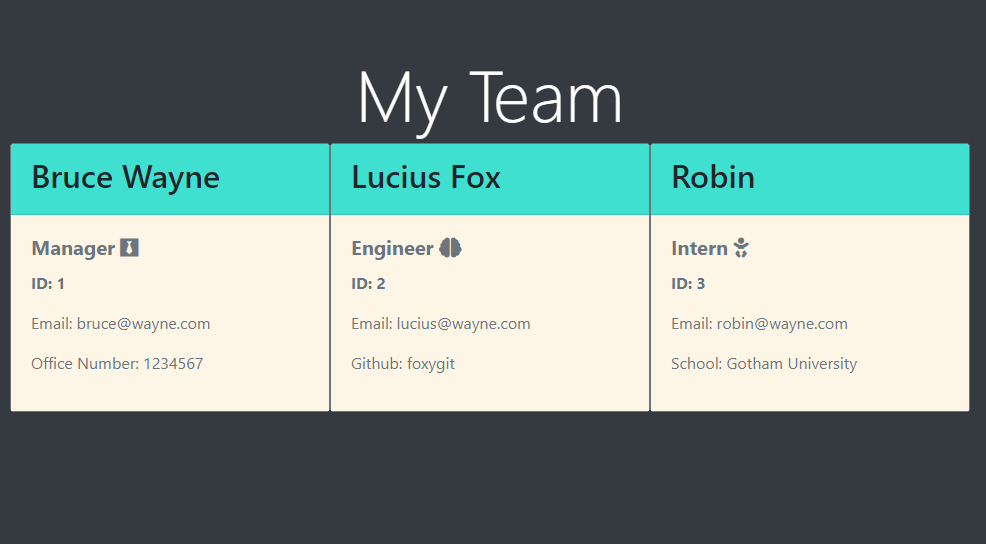 My Team
Bruce Wayne
Manager
ID: 1
Email: bruce@wayne.com
Office Number: 1234567
Lucius Fox
Engineer
ID: 2
Email: lucius@wayne.com
Github: foxygit
Robin
Intern
ID: 3
Email: robin@wayne.com
School: Gotham University